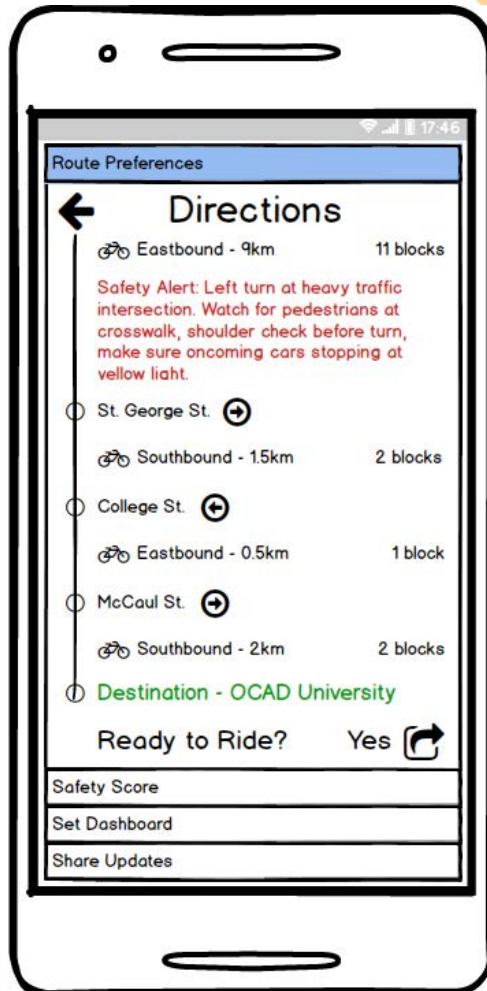 17:46
Route Preferences
Directions
Eastbound - 9km 11 blocks
Safety Alert: Left turn at heavy traffic
intersection. Watch for pedestrians at
crosswalk, shoulder check before turn,
make sure oncoming cars stopping at
yellow light.
St. George St.
Southbound - 1.5km 2 blocks
College St.
Eastbound - 0.5km 1 block
McCaul St.
Southbound - 2km 2 blocks
Destination - OCAD University
Ready to Ride? Yes
Safety Score
Set Dashboard
Share Updates